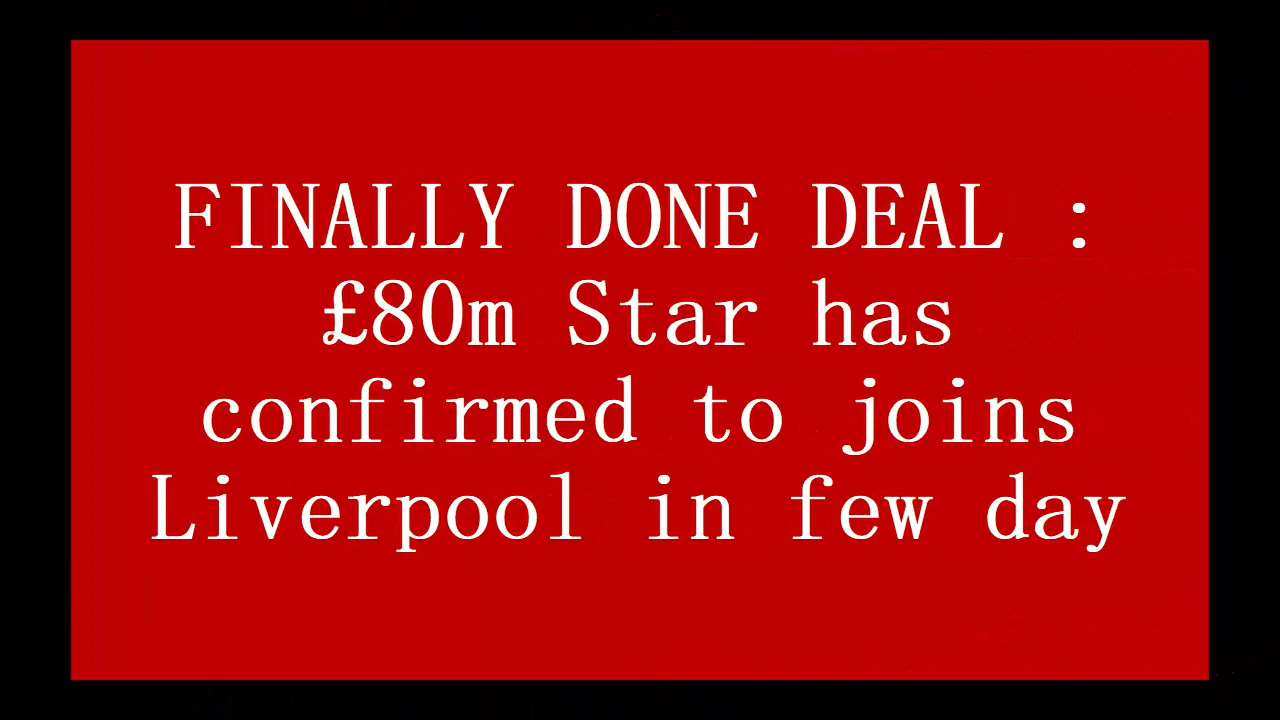 FINALLY DONE DEAL :
£80m Star has
confirmed to joins
Liverpool in few day